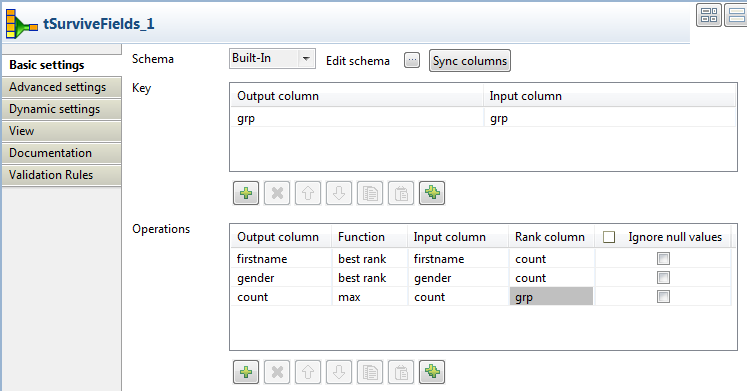 tSurviveFields_1
Basic settings
Advanced settings
Dynamic settings
View
Documentation
Validation Rules
Schema Built-In Edit schema ... Sync columns
Key
Output column Input column
grp grp
Operations
Output column Function Input column Rank column Ignore null values
firstname best rank firstname count
gender best rank gender count
count max count grp